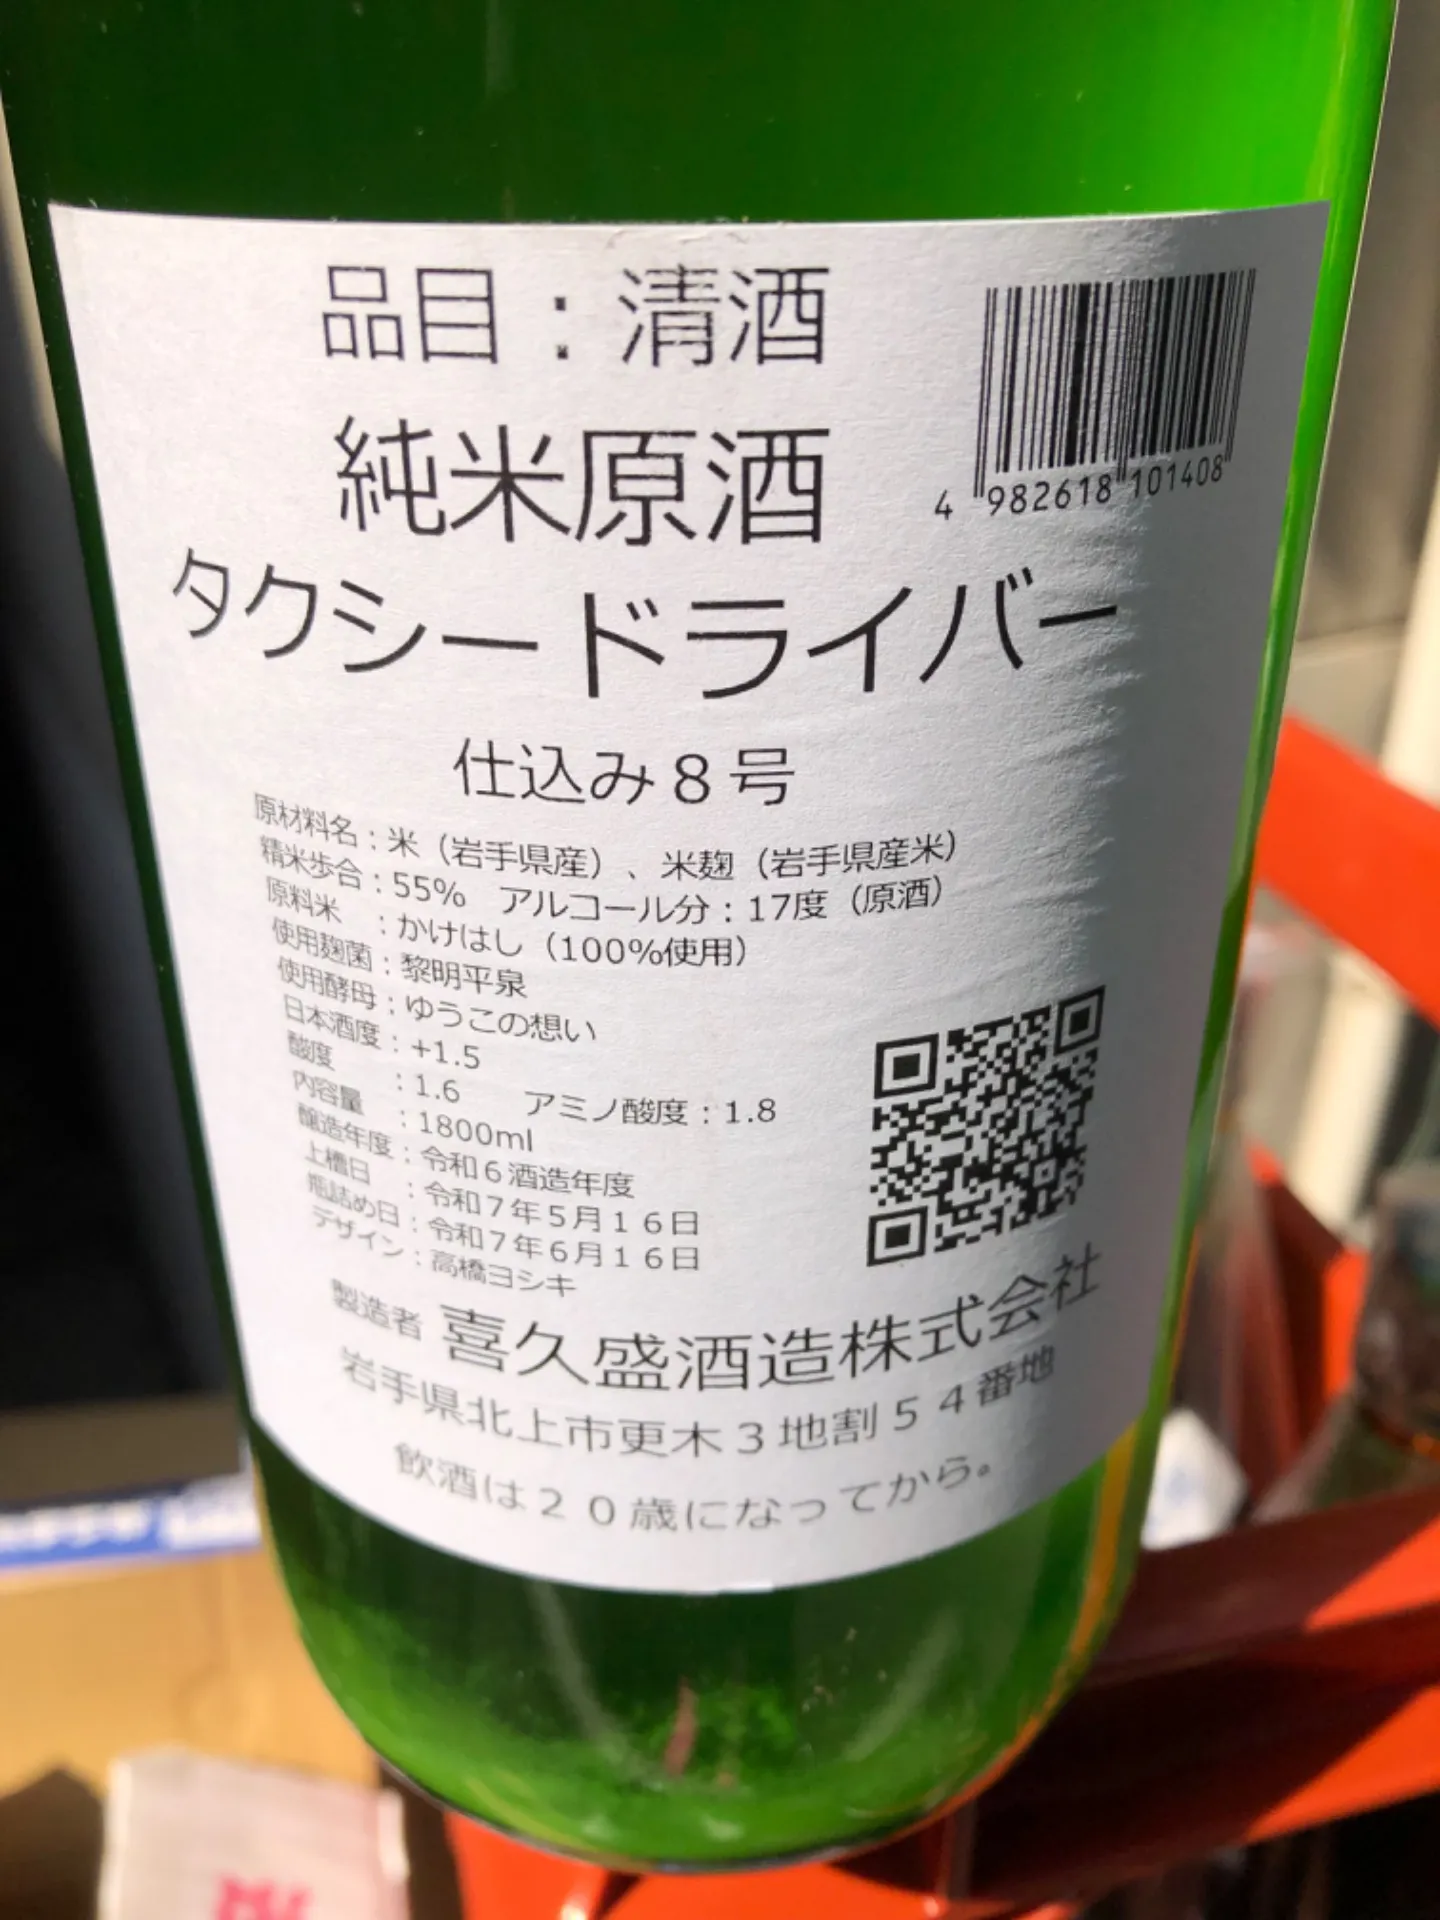 品目：清酒
4 982618 101408
純米原酒
タクシードライバー
仕込み８号
原材料名：米（岩手県産）、米麹（岩手県産米）
精米歩合：55%　アルコール分：17度（原酒）
原料米　：かけはし（100%使用）
使用麹菌：黎明平泉
使用酵母：ゆうこの想い
日本酒度：+1.5
酸度　　：1.6　　アミノ酸度：1.8
内容量　：1800ml
醸造年度：令和６酒造年度
上槽日　：令和７年５月１６日
瓶詰め日：令和７年６月１６日
デザイン：高橋ヨシキ
製造者 喜久盛酒造株式会社
岩手県北上市更木３地割５４番地
飲酒は２０歳になってから。